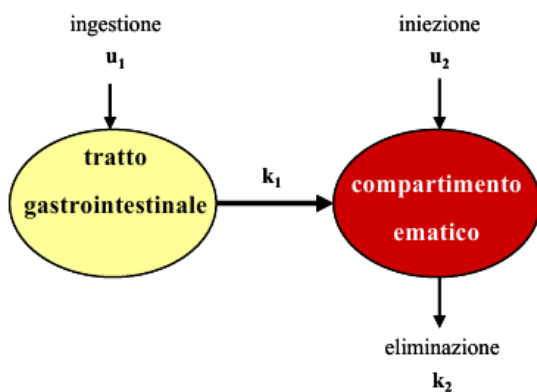 ingestione
u1
iniezione
u2
tratto
gastrointestinale
k1
compartimento
ematico
eliminazione
k2